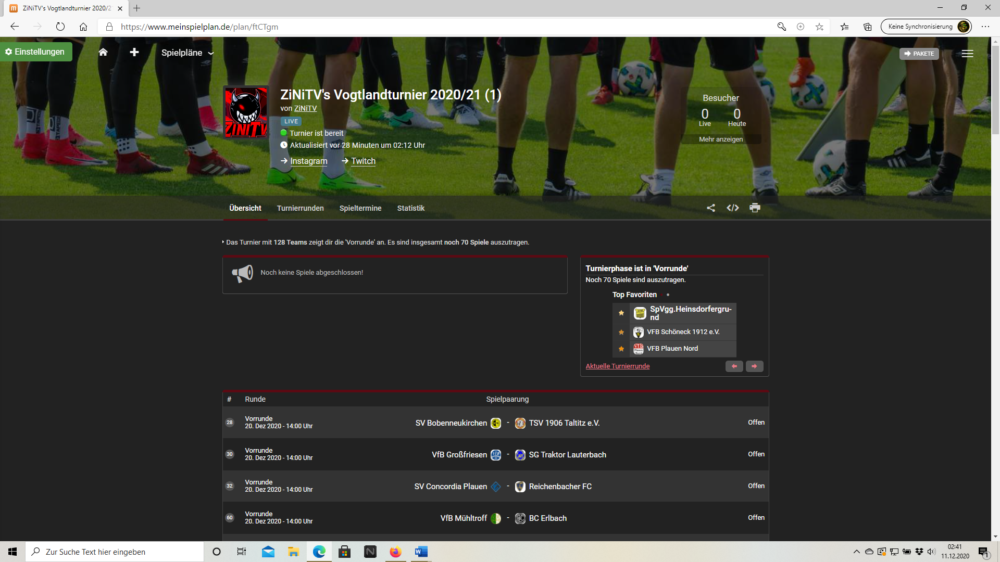 ZiNiTV's Vogtlandturnier 2020/2
https://www.meinspielplan.de/plan/ftCTgm
Keine Synchronisierung
Einstellungen
Spielpläne
PAKETE
ZiNiTV's Vogtlandturnier 2020/21 (1)
von ZiNiTV
LIVE
Turnier ist bereit
Aktualisiert vor 28 Minuten um 02:12 Uhr
Instagram
Twitch
ZINITV
Besucher
0 0
Live Heute
Mehr anzeigen
Übersicht Turnierrunden Spieltermine Statistik
Das Turnier mit 128 Teams zeigt dir die 'Vorrunde' an. Es sind insgesamt noch 70 Spiele auszutragen.
Noch keine Spiele abgeschlossen!
Turnierphase ist in 'Vorrunde'
Noch 70 Spiele sind auszutragen.
Top Favoriten
SpVgg.Heinsdorfergru-
nd
VFB Schöneck 1912 e.V.
VFB Plauen Nord
Aktuelle Turnierrunde
# Runde Spielpaarung
28 Vorrunde
20. Dez 2020 - 14:00 Uhr
SV Bobenneukirchen - TSV 1906 Taltitz e.V. Offen
30 Vorrunde
20. Dez 2020 - 14:00 Uhr
VfB Großfriesen - SG Traktor Lauterbach Offen
32 Vorrunde
20. Dez 2020 - 14:00 Uhr
SV Concordia Plauen - Reichenbacher FC Offen
60 Vorrunde
20. Dez 2020 - 14:00 Uhr
VfB Mühltroff - BC Erlbach Offen
Zur Suche Text hier eingeben
02:41
11.12.2020
1